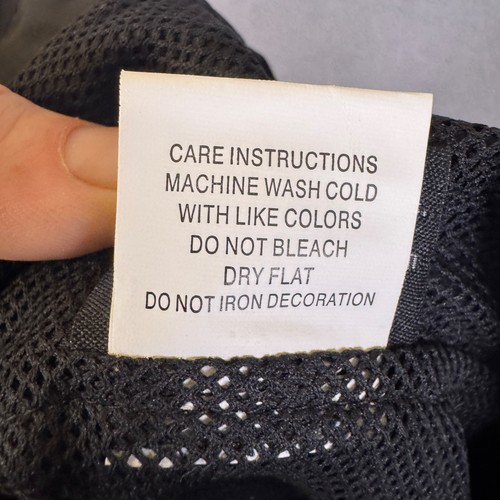 CARE INSTRUCTIONS
MACHINE WASH COLD
WITH LIKE COLORS
DO NOT BLEACH
DRY FLAT
DO NOT IRON DECORATION